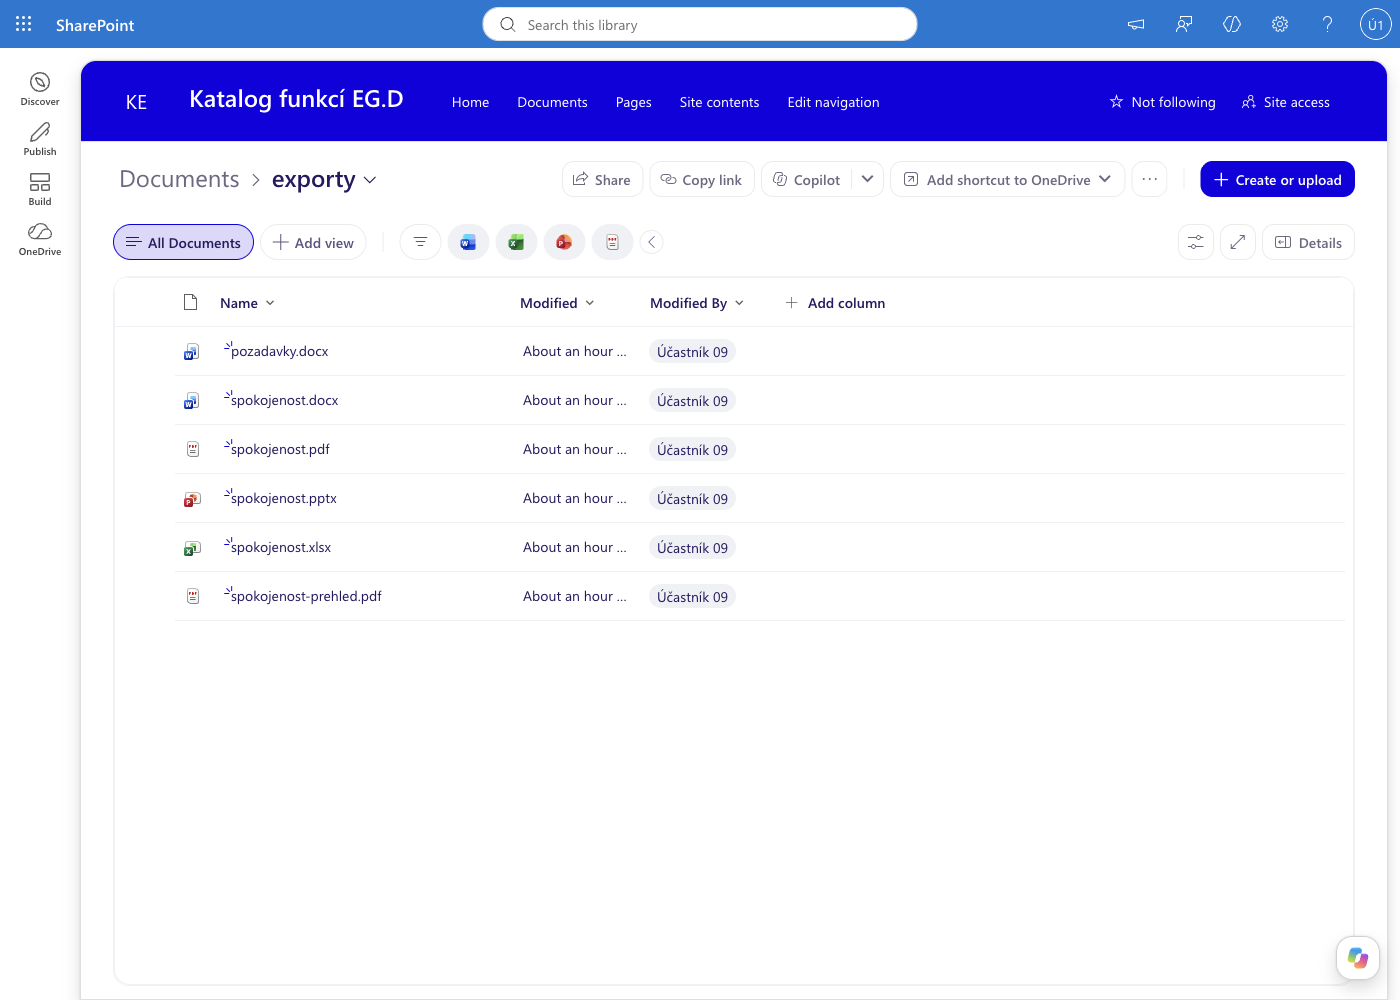 SharePoint
Search this library
Ú1
Discover
Publish
Build
OneDrive
KE
Katalog funkcí EG.D
Home
Documents
Pages
Site contents
Edit navigation
Not following
Site access
Documents
exporty
Share
Copy link
Copilot
Add shortcut to OneDrive
Create or upload
All Documents
Add view
Details
Name
Modified
Modified By
Add column
pozadavky.docx
About an hour ...
Účastník 09
spokojenost.docx
About an hour ...
Účastník 09
spokojenost.pdf
About an hour ...
Účastník 09
spokojenost.pptx
About an hour ...
Účastník 09
spokojenost.xlsx
About an hour ...
Účastník 09
spokojenost-prehled.pdf
About an hour ...
Účastník 09